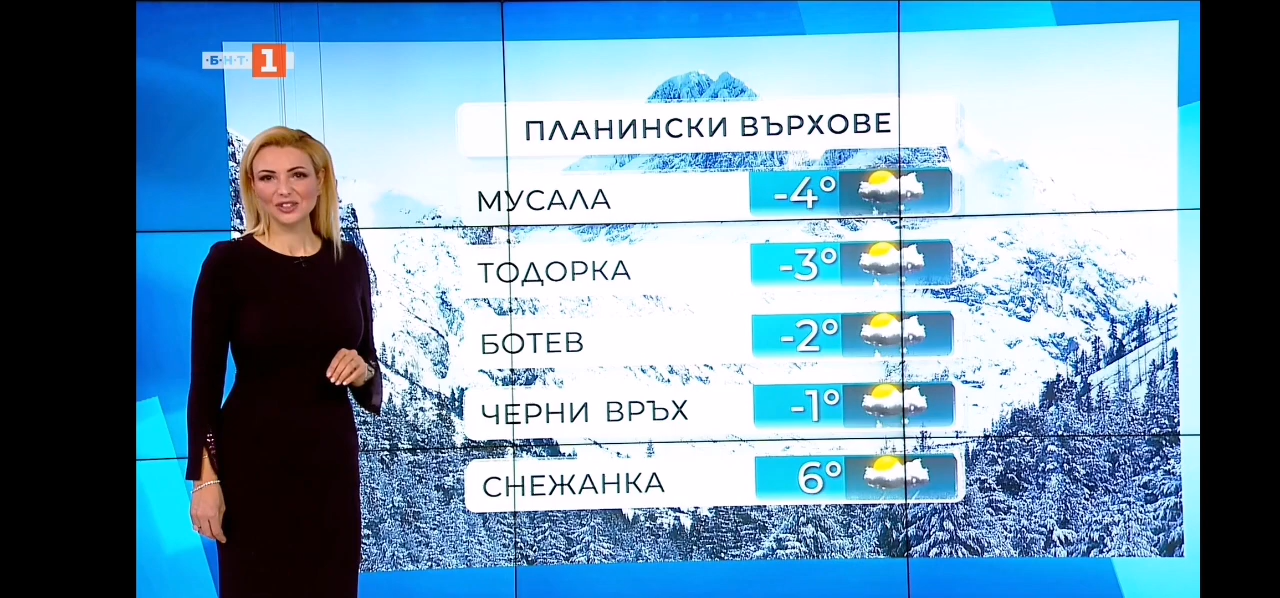 БНТ 1
ПЛАНИНСКИ ВЪРХОВЕ
МУСАЛА -4°
ТОДОРКА -3°
БОТЕВ -2°
ЧЕРНИ ВРЪХ -1°
СНЕЖАНКА 6°